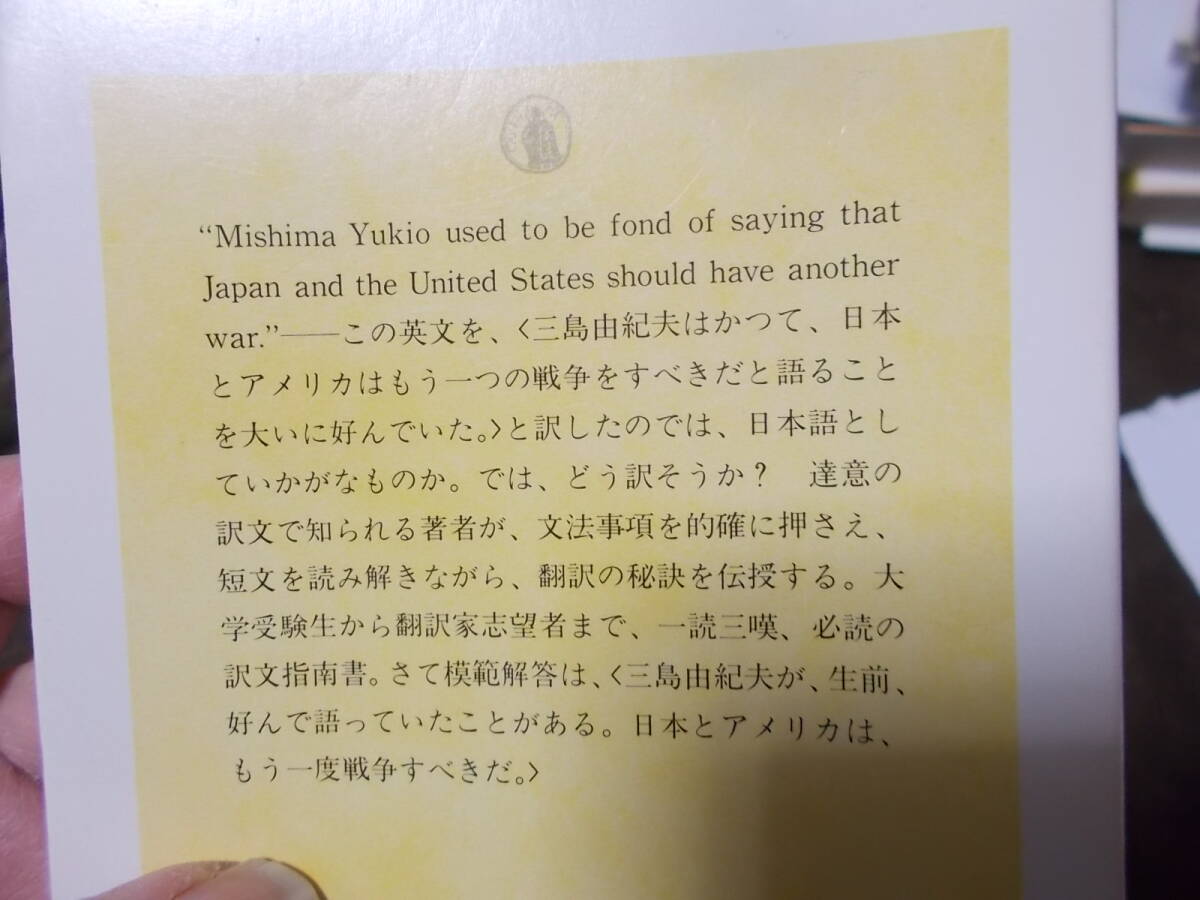 “Mishima Yukio used to be fond of saying that
Japan and the United States should have another
war.”――この英文を、〈三島由紀夫はかつて、日本
とアメリカはもう一つの戦争をすべきだと語ること
を大いに好んでいた。〉と訳したのでは、日本語とし
ていかがなものか。では、どう訳そうか？　達意の
訳文で知られる著者が、文法事項を的確に押さえ、
短文を読み解きながら、翻訳の秘訣を伝授する。大
学受験生から翻訳家志望者まで、一読三嘆、必読の
訳文指南書。さて模範解答は、〈三島由紀夫が、生前、
好んで語っていたことがある。日本とアメリカは、
もう一度戦争すべきだ。〉